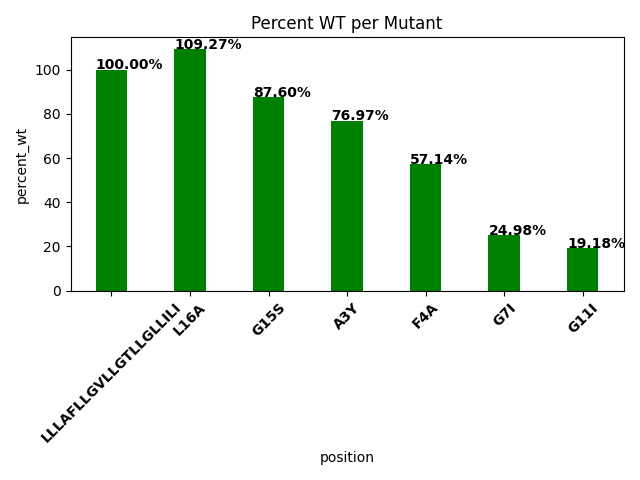 Percent WT per Mutant
109.27%
100.00%
87.60%
76.97%
57.14%
24.98%
19.18%
100
80
60
40
20
0
percent_wt
LLLAFLLGVLLGTLLGLLILI
L16A
G15S
A3Y
F4A
G7I
G11I
position